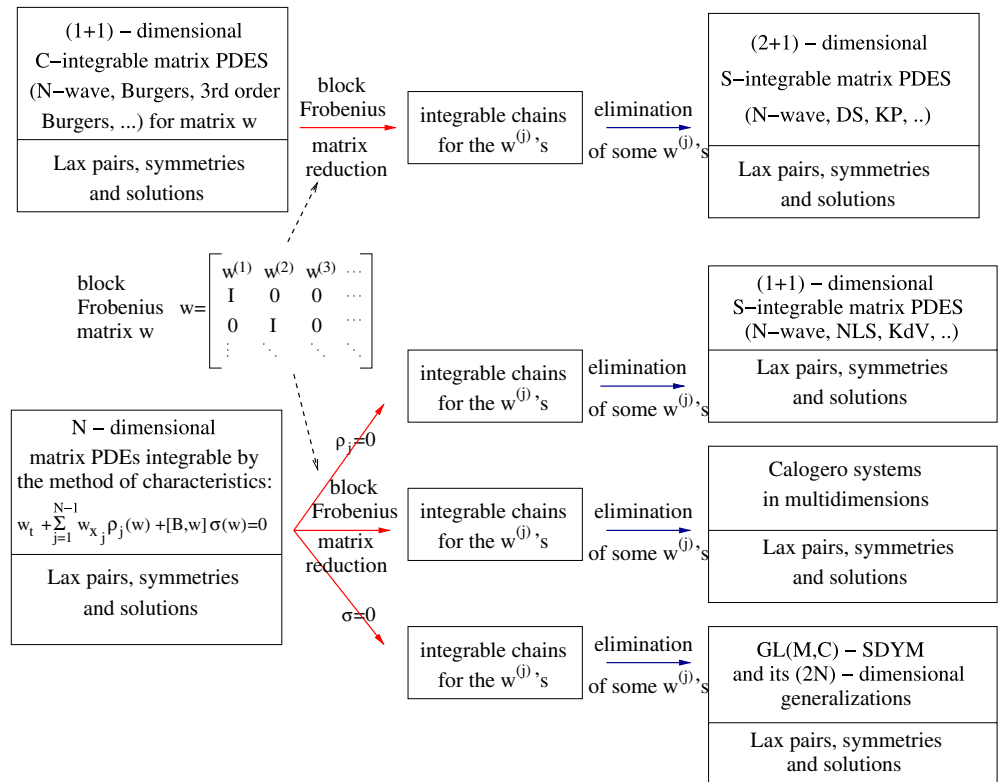 (1+1) − dimensional
C−integrable matrix PDES
(N−wave, Burgers, 3rd order
Burgers, ...) for matrix w
Lax pairs, symmetries
and solutions
block
Frobenius
matrix
reduction
integrable chains
for the w^(j)'s
elimination
of some w^(j)'s
(2+1) − dimensional
S−integrable matrix PDES
(N−wave, DS, KP, ..)
Lax pairs, symmetries
and solutions
block
Frobenius
matrix w
w=
w^(1) w^(2) w^(3) ...
I 0 0 ...
0 I 0 ...
⋮ ⋱ ⋱ ⋱
N − dimensional
matrix PDEs integrable by
the method of characteristics:
w_t + Σ_{j=1}^{N−1} w_{x_j} ρ_j(w) + [B,w] σ(w)=0
Lax pairs, symmetries
and solutions
ρ_j=0
block
Frobenius
matrix
reduction
σ=0
integrable chains
for the w^(j)'s
elimination
of some w^(j)'s
(1+1) − dimensional
S−integrable matrix PDES
(N−wave, NLS, KdV, ..)
Lax pairs, symmetries
and solutions
integrable chains
for the w^(j)'s
elimination
of some w^(j)'s
Calogero systems
in multidimensions
Lax pairs, symmetries
and solutions
integrable chains
for the w^(j)'s
elimination
of some w^(j)'s
GL(M,C) − SDYM
and its (2N) − dimensional
generalizations
Lax pairs, symmetries
and solutions